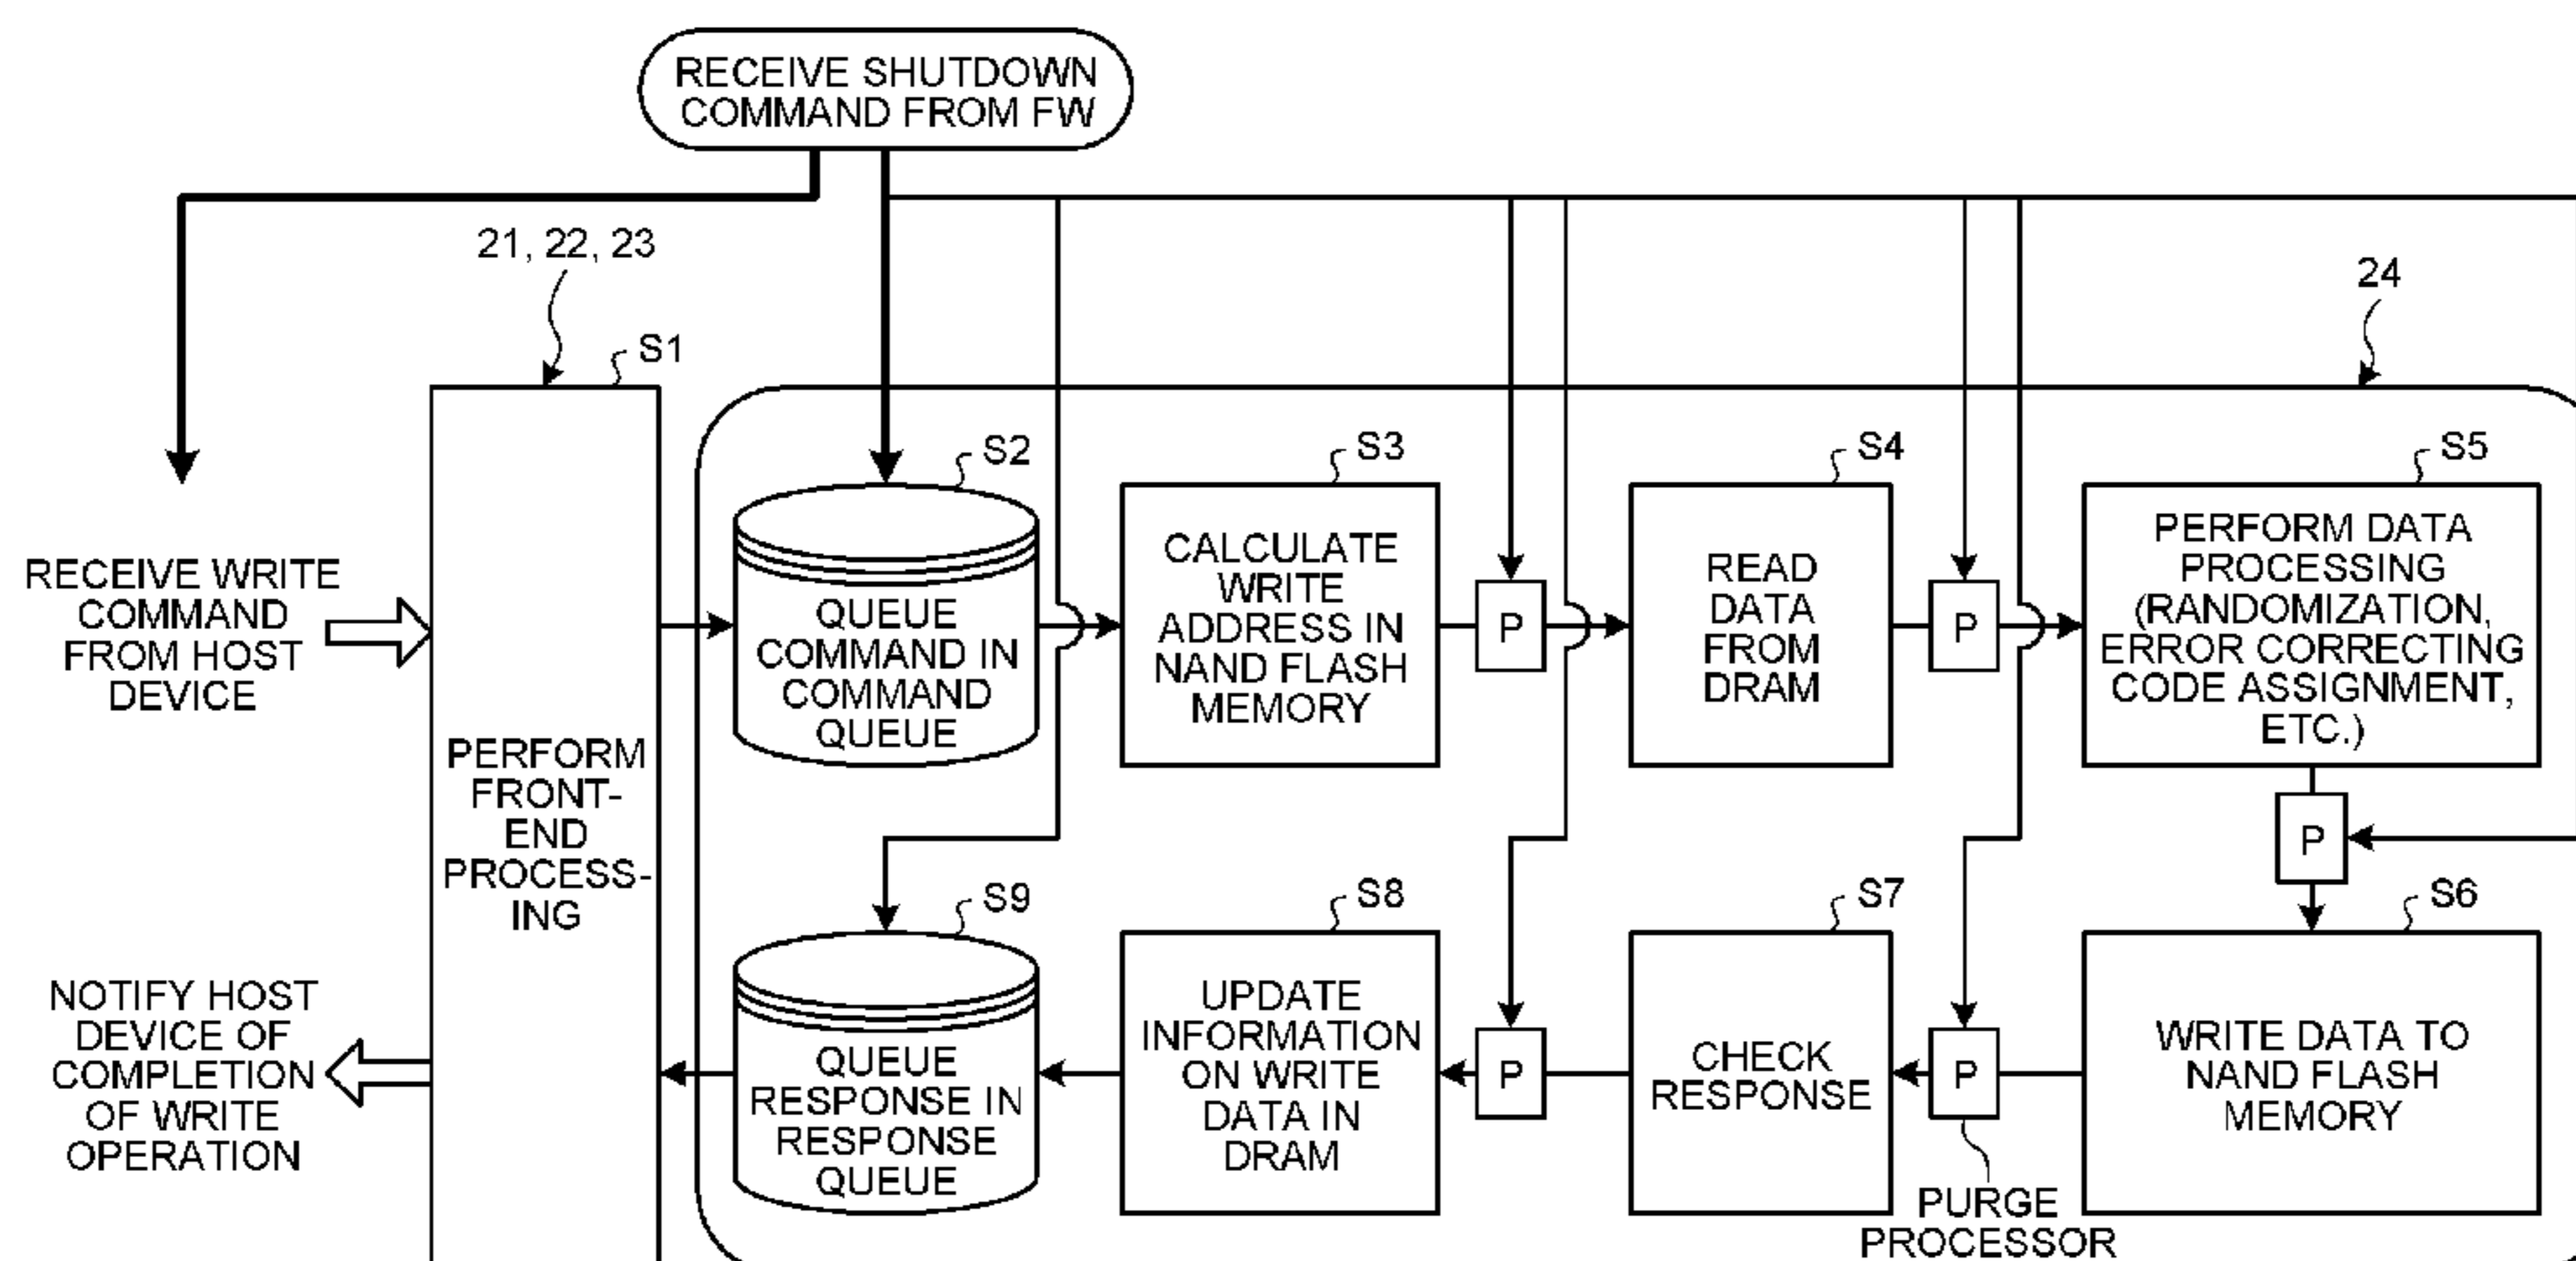 RECEIVE SHUTDOWN
COMMAND FROM FW
21, 22, 23
24
S1
RECEIVE WRITE
COMMAND
FROM HOST
DEVICE
PERFORM
FRONT-
END
PROCESS-
ING
S2
QUEUE
COMMAND IN
COMMAND
QUEUE
S3
CALCULATE
WRITE
ADDRESS IN
NAND FLASH
MEMORY
P
S4
READ
DATA
FROM
DRAM
P
S5
PERFORM DATA
PROCESSING
(RANDOMIZATION,
ERROR CORRECTING
CODE ASSIGNMENT,
ETC.)
P
S6
WRITE DATA TO
NAND FLASH
MEMORY
P
PURGE
PROCESSOR
S7
CHECK
RESPONSE
P
S8
UPDATE
INFORMATION
ON WRITE
DATA IN
DRAM
S9
QUEUE
RESPONSE IN
RESPONSE
QUEUE
NOTIFY HOST
DEVICE OF
COMPLETION
OF WRITE
OPERATION